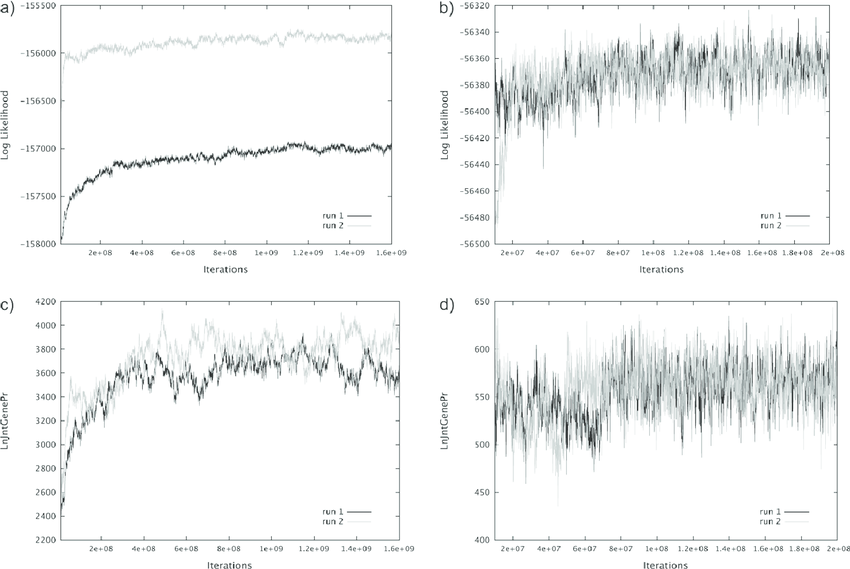 a)
-155500
-156000
-156500
-157000
-157500
-158000
Log Likelihood
2e+08 4e+08 6e+08 8e+08 1e+09 1.2e+09 1.4e+09 1.6e+09
Iterations
run 1
run 2
b)
-56320
-56340
-56360
-56380
-56400
-56420
-56440
-56460
-56480
-56500
Log Likelihood
2e+07 4e+07 6e+07 8e+07 1e+08 1.2e+08 1.4e+08 1.6e+08 1.8e+08 2e+08
Iterations
run 1
run 2
c)
4200
4000
3800
3600
3400
3200
3000
2800
2600
2400
2200
LnJntGenePr
2e+08 4e+08 6e+08 8e+08 1e+09 1.2e+09 1.4e+09 1.6e+09
Iterations
run 1
run 2
d)
650
600
550
500
450
400
LnJntGenePr
2e+07 4e+07 6e+07 8e+07 1e+08 1.2e+08 1.4e+08 1.6e+08 1.8e+08 2e+08
Iterations
run 1
run 2